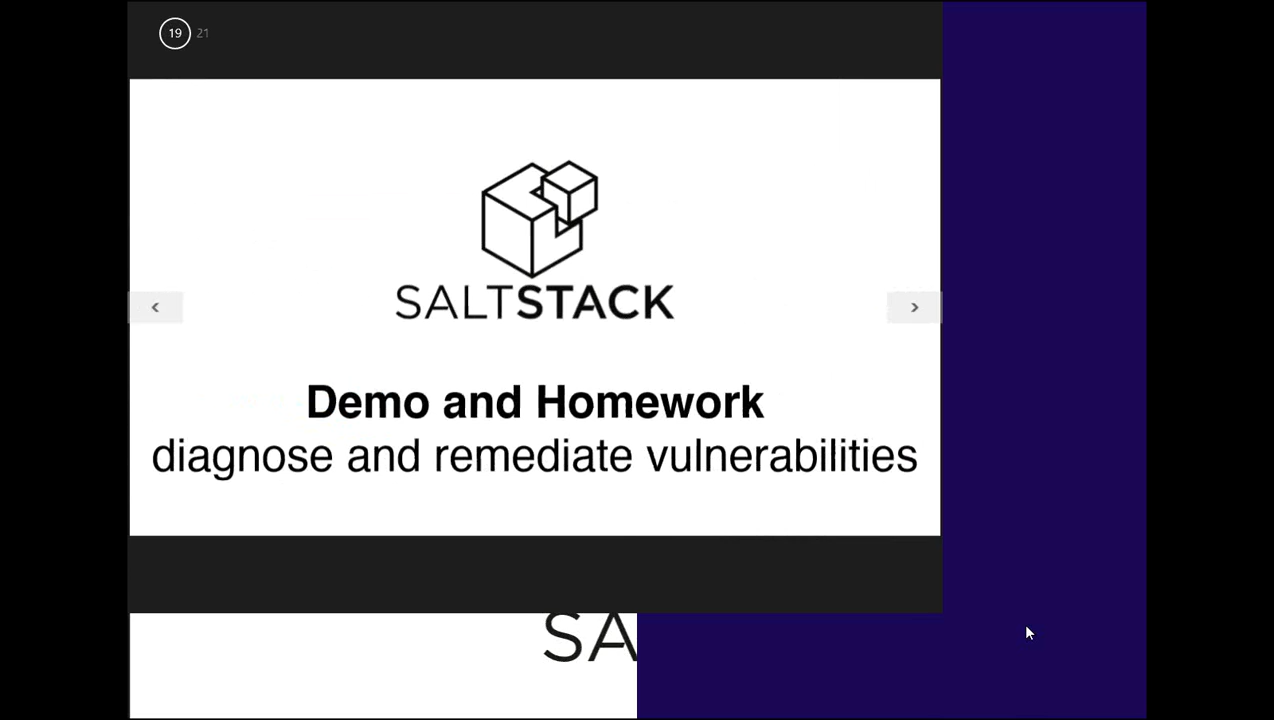 19 21
SALTSTACK
Demo and Homework
diagnose and remediate vulnerabilities
SA